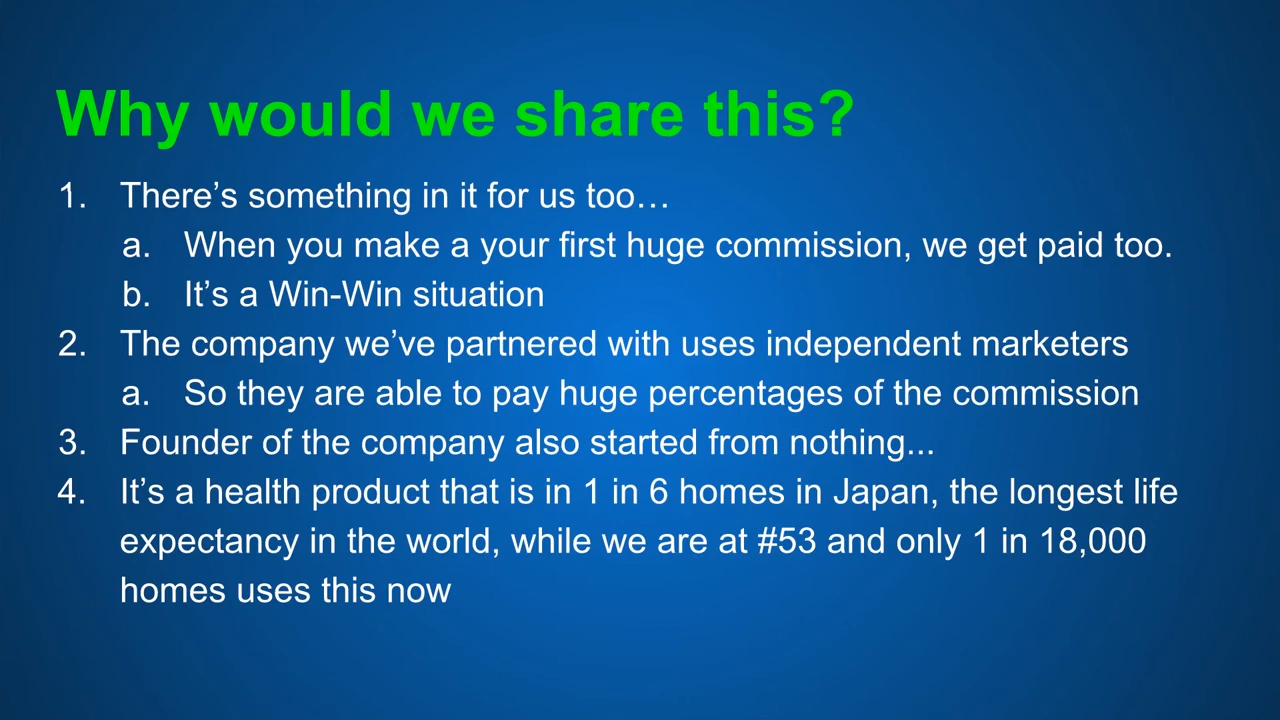 Why would we share this?
1. There’s something in it for us too…
a. When you make a your first huge commission, we get paid too.
b. It’s a Win-Win situation
2. The company we’ve partnered with uses independent marketers
a. So they are able to pay huge percentages of the commission
3. Founder of the company also started from nothing...
4. It’s a health product that is in 1 in 6 homes in Japan, the longest life
expectancy in the world, while we are at #53 and only 1 in 18,000
homes uses this now